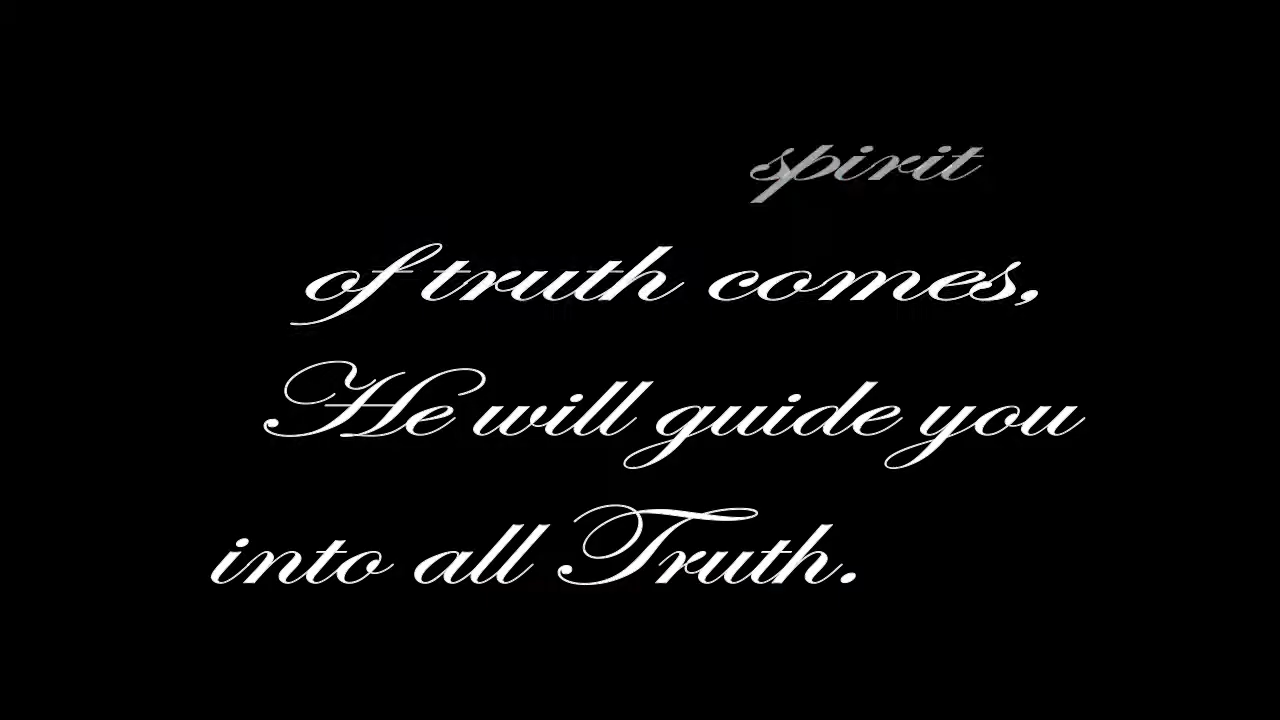 spirit
of truth comes,
He will guide you
into all Truth.